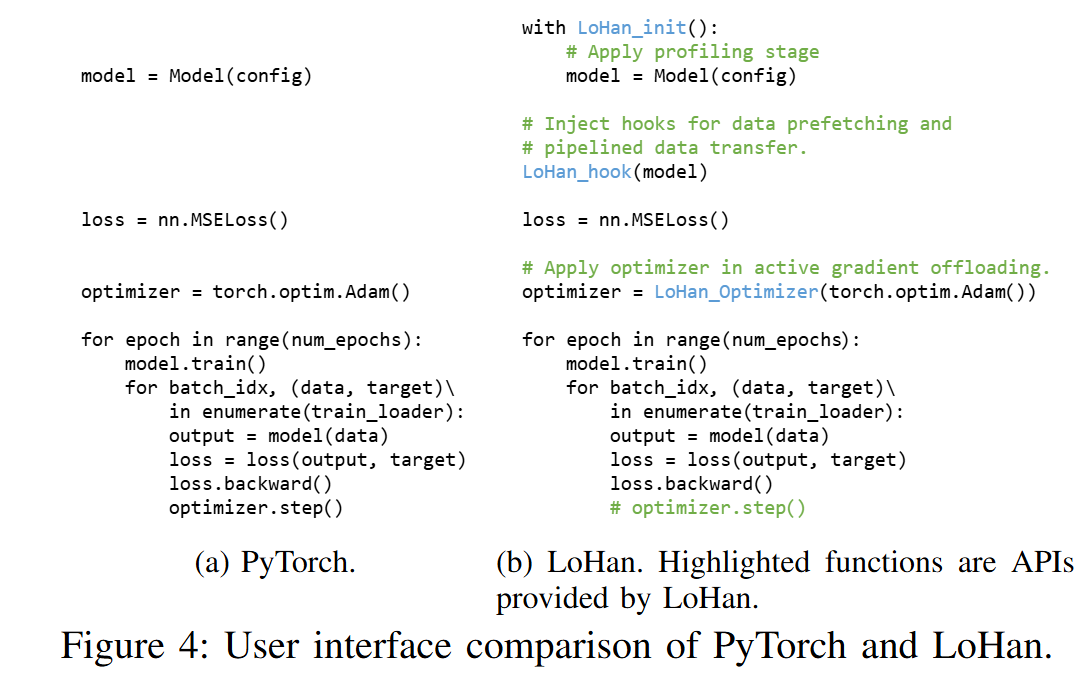 model = Model(config)
loss = nn.MSELoss()
optimizer = torch.optim.Adam()
for epoch in range(num_epochs):
    model.train()
    for batch_idx, (data, target)\
        in enumerate(train_loader):
        output = model(data)
        loss = loss(output, target)
        loss.backward()
        optimizer.step()
(a) PyTorch.
with LoHan_init():
    # Apply profiling stage
    model = Model(config)
# Inject hooks for data prefetching and
# pipelined data transfer.
LoHan_hook(model)
loss = nn.MSELoss()
# Apply optimizer in active gradient offloading.
optimizer = LoHan_Optimizer(torch.optim.Adam())
for epoch in range(num_epochs):
    model.train()
    for batch_idx, (data, target)\
        in enumerate(train_loader):
        output = model(data)
        loss = loss(output, target)
        loss.backward()
        # optimizer.step()
(b) LoHan. Highlighted functions are APIs
provided by LoHan.
Figure 4: User interface comparison of PyTorch and LoHan.